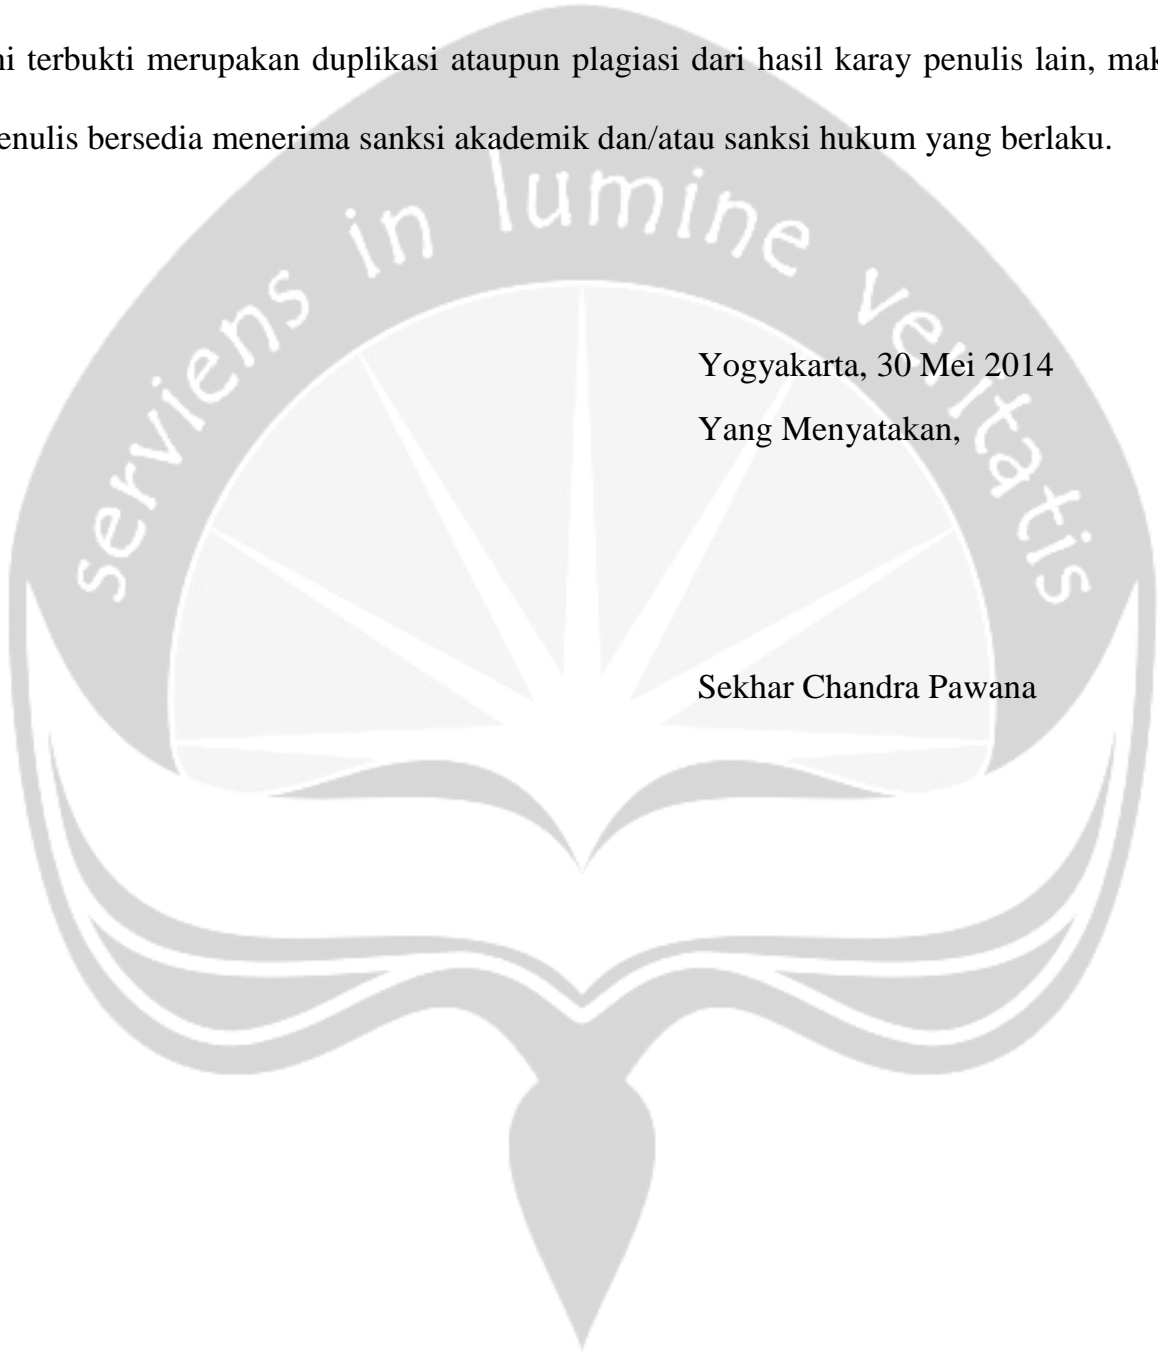 ni terbukti merupakan duplikasi ataupun plagiasi dari hasil karay penulis lain, mak
enulis bersedia menerima sanksi akademik dan/atau sanksi hukum yang berlaku.
serviens in lumine veritatis
Yogyakarta, 30 Mei 2014
Yang Menyatakan,
Sekhar Chandra Pawana